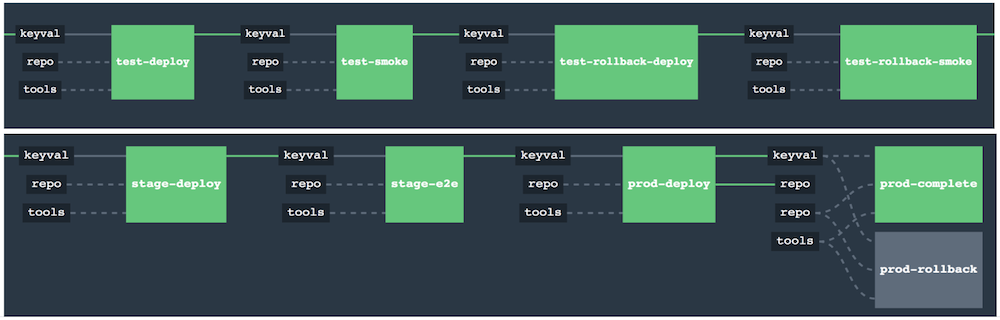 keyval
test-deploy
repo
tools
keyval
test-smoke
repo
tools
keyval
test-rollback-deploy
repo
tools
keyval
test-rollback-smoke
repo
tools
keyval
stage-deploy
repo
tools
keyval
stage-e2e
repo
tools
keyval
prod-deploy
repo
tools
keyval
repo
repo
tools
prod-complete
prod-rollback